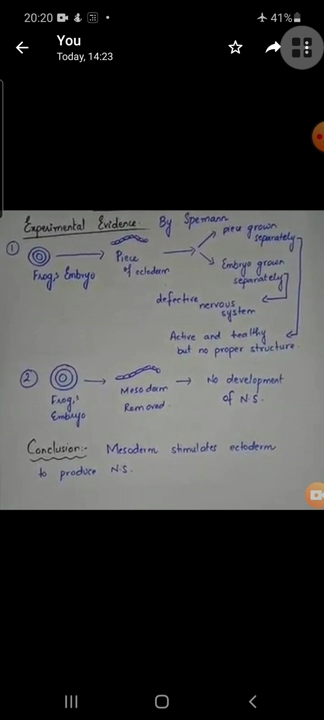 20:20
41%
You
Today, 14:23
Experimental Evidence: By Spemann
① Frog's Embryo
Piece of ectoderm
piece grown separately
Embryo grown separately
defective nervous system
Active and healthy but no proper structure.
② Frog's Embryo
Mesoderm Removed.
No development of N.S.
Conclusion:- Mesoderm stimulates ectoderm
to produce N.S.